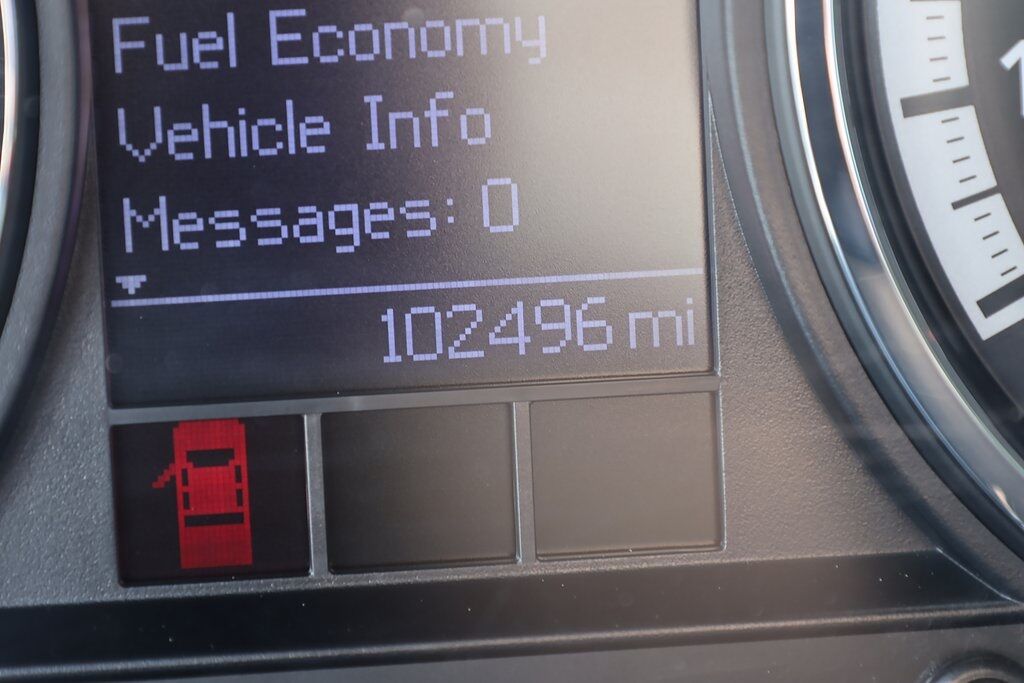 Fuel Economy
Vehicle Info
Messages: 0
102496 mi